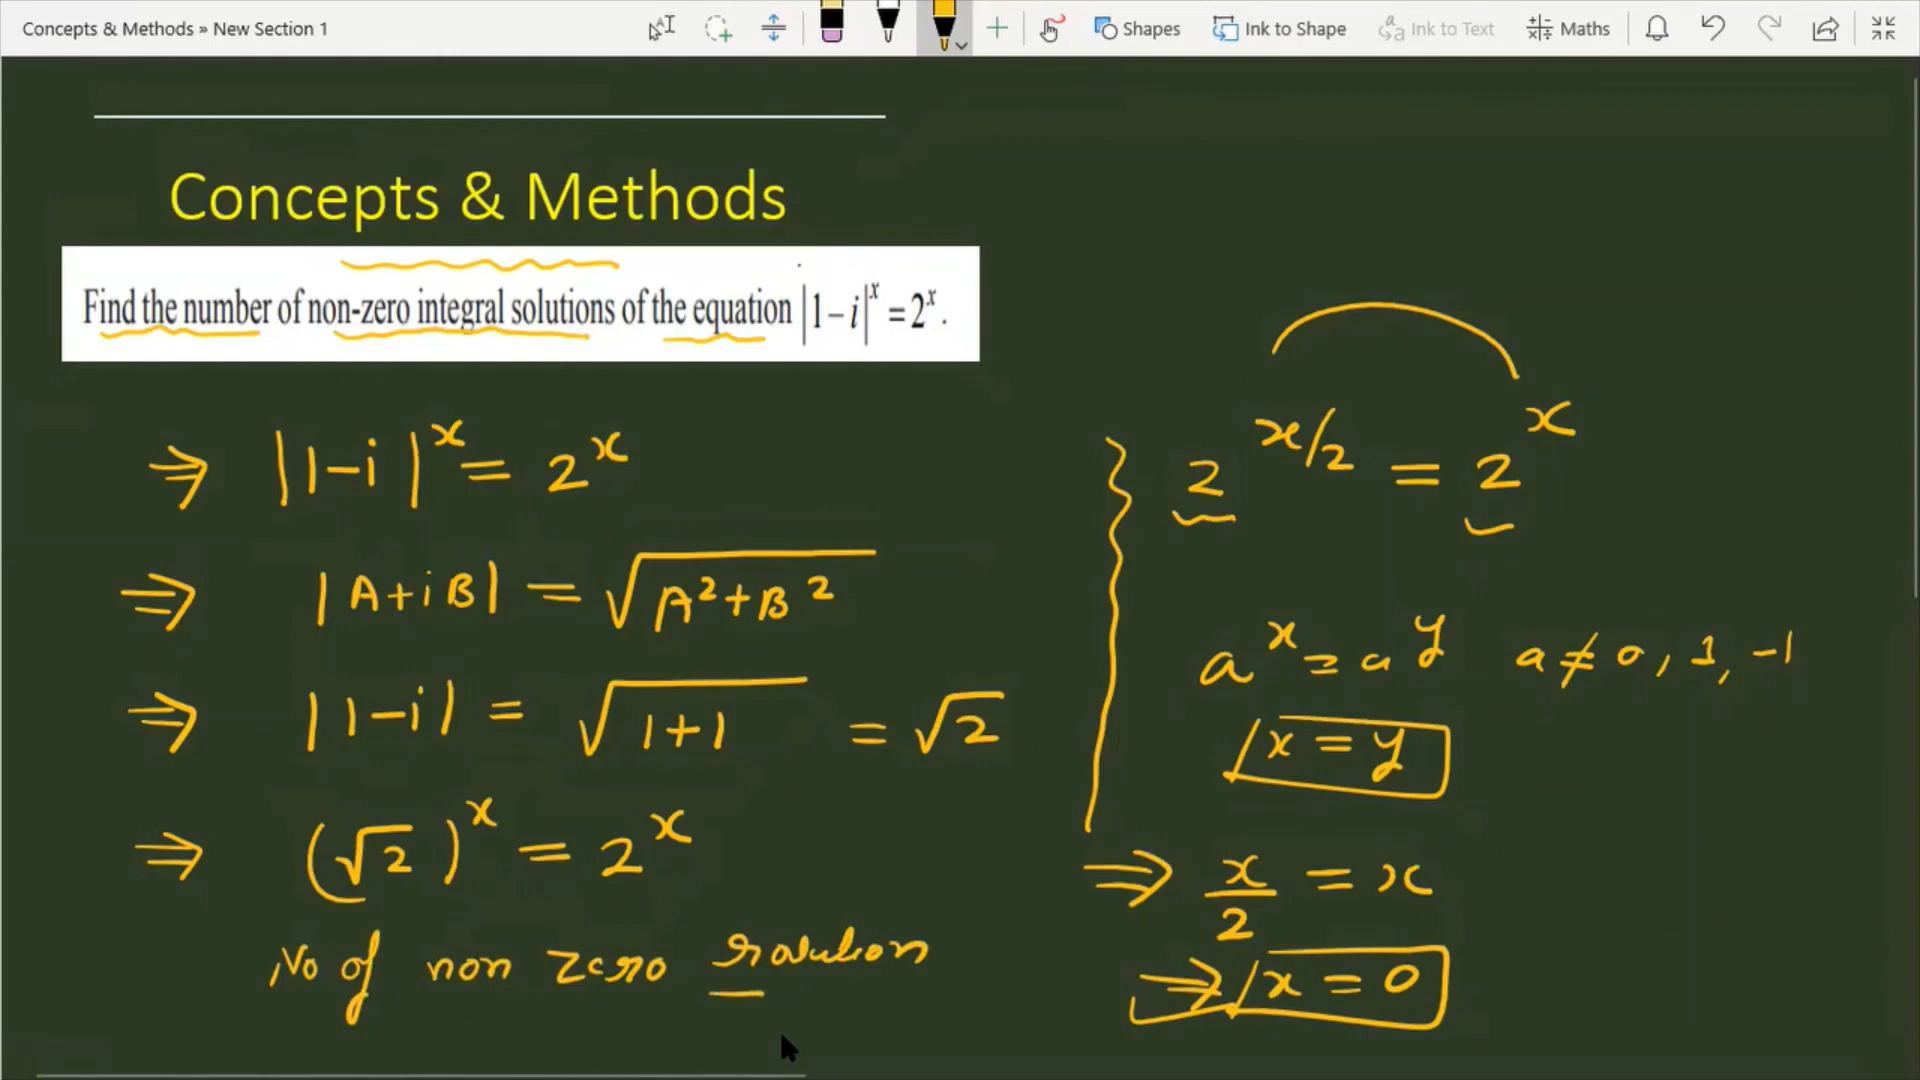 Concepts & Methods » New Section 1
Shapes
Ink to Shape
Ink to Text
Maths
Concepts & Methods
Find the number of non-zero integral solutions of the equation |1 – i|^x = 2^x.
⇒ |1-i|^x = 2^x
⇒ |A+iB| = √(A²+B²)
⇒ |1-i| = √(1+1) = √2
⇒ (√2)^x = 2^x
No of non zero solution
2^(x/2) = 2^x
a^x = a^y a ≠ 0, 1, -1
x = y
⇒ x/2 = x
⇒ x = 0